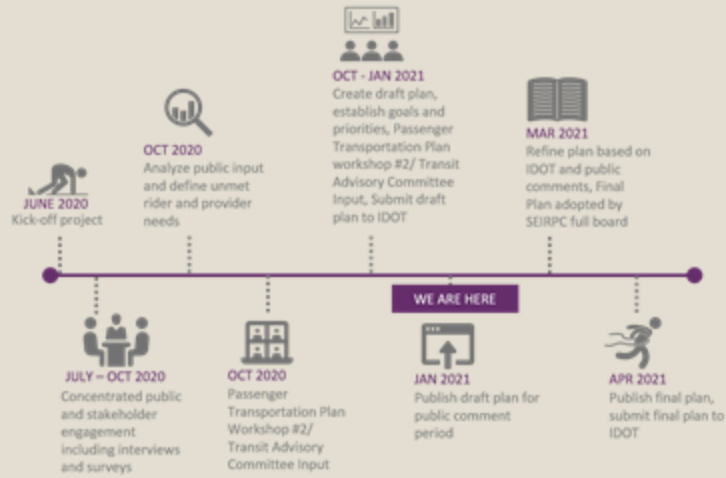 JUNE 2020
Kick-off project
JULY – OCT 2020
Concentrated public
and stakeholder
engagement
including interviews
and surveys
OCT 2020
Analyze public input
and define unmet
rider and provider
needs
OCT 2020
Passenger
Transportation Plan
Workshop #2/
Transit Advisory
Committee Input
OCT - JAN 2021
Create draft plan,
establish goals and
priorities, Passenger
Transportation Plan
workshop #2/ Transit
Advisory Committee
Input, Submit draft
plan to IDOT
WE ARE HERE
JAN 2021
Publish draft plan for
public comment
period
MAR 2021
Refine plan based on
IDOT and public
comments, Final
Plan adopted by
SEIRPC full board
APR 2021
Publish final plan,
submit final plan to
IDOT